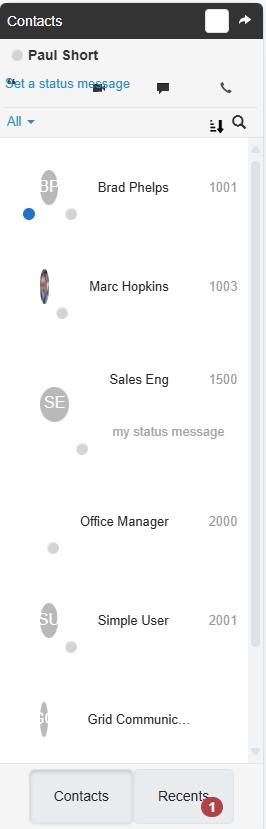 Contacts
Paul Short
Set a status message
All
BP Brad Phelps 1001
Marc Hopkins 1003
Sales Eng 1500
SE
my status message
Office Manager 2000
SU Simple User 2001
Grid Communic...
Contacts Recents
1